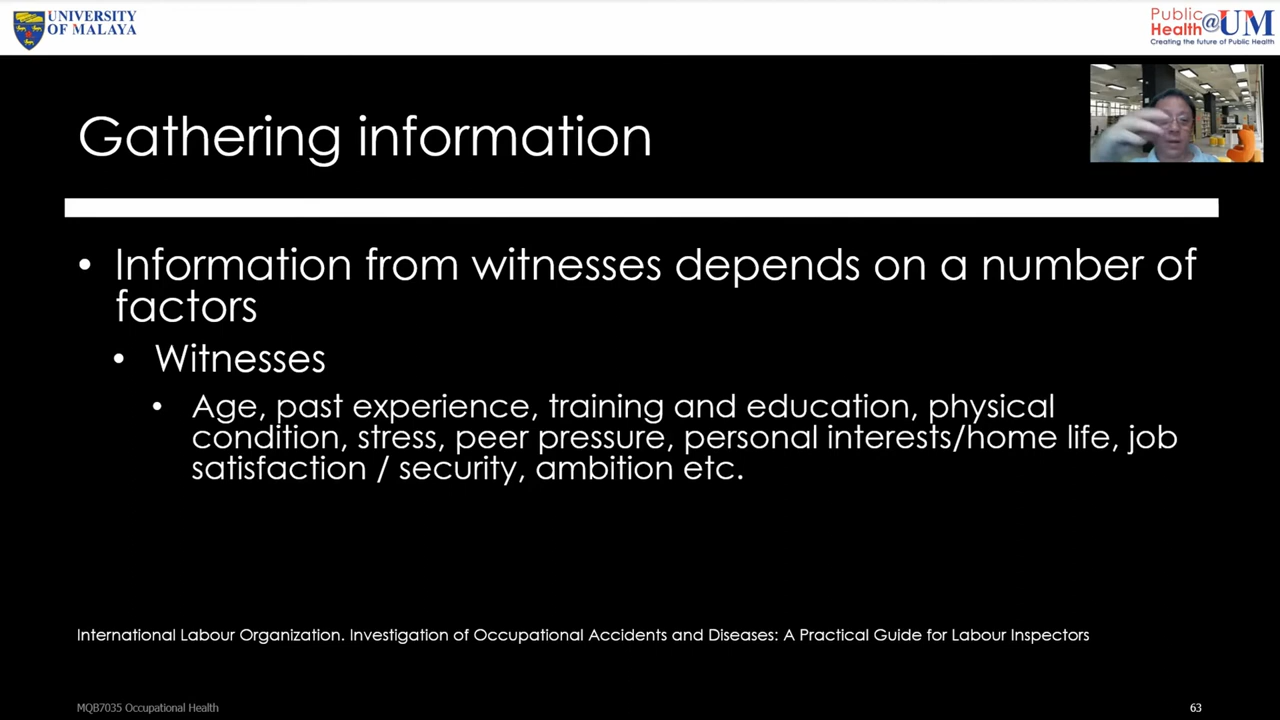 UNIVERSITY
OF MALAYA
Public
Health@UM
Creating the future of Public Health
Gathering information
• Information from witnesses depends on a number of
factors
• Witnesses
• Age, past experience, training and education, physical
condition, stress, peer pressure, personal interests/home life, job
satisfaction / security, ambition etc.
International Labour Organization. Investigation of Occupational Accidents and Diseases: A Practical Guide for Labour Inspectors
MQB7035 Occupational Health
63